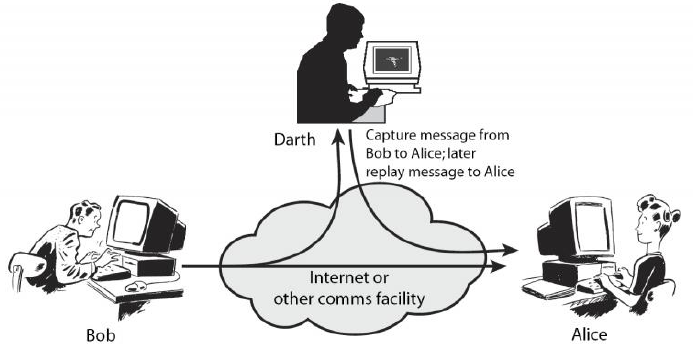 Darth
Capture message from
Bob to Alice; later
replay message to Alice
Internet or
other comms facility
Bob
Alice